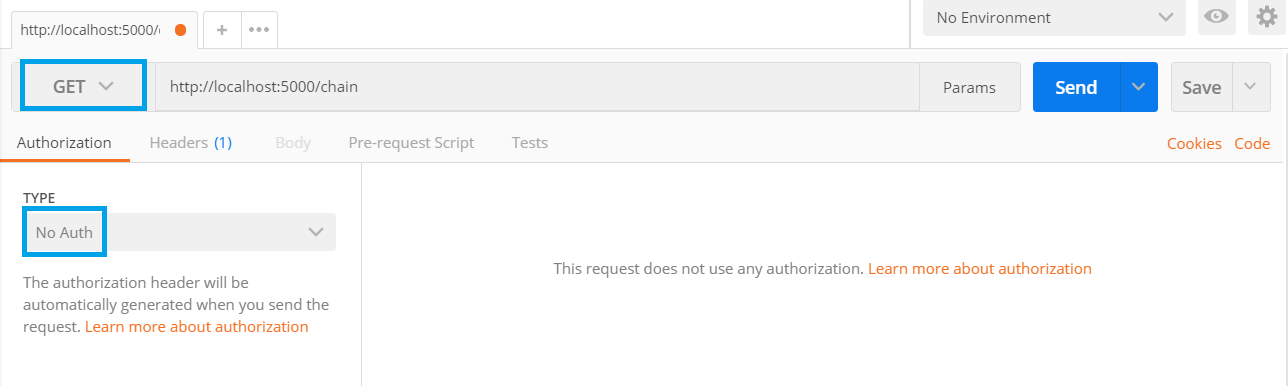 http://localhost:5000/
+
•••
No Environment
GET
http://localhost:5000/chain
Params
Send
Save
Authorization
Headers (1)
Body
Pre-request Script
Tests
Cookies
Code
TYPE
No Auth
The authorization header will be
automatically generated when you send the
request. Learn more about authorization
This request does not use any authorization. Learn more about authorization